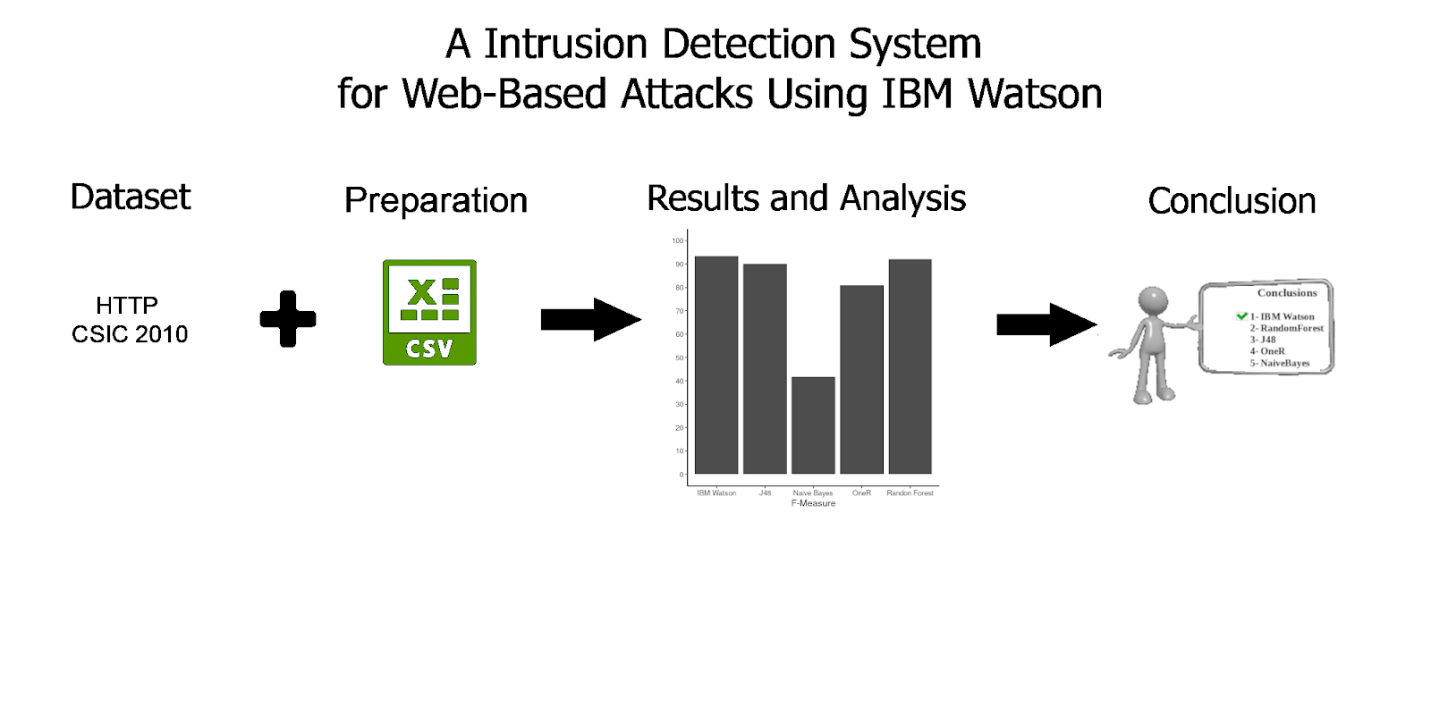 A Intrusion Detection System
for Web-Based Attacks Using IBM Watson
Dataset
Preparation
Results and Analysis
Conclusion
HTTP
CSIC 2010
X
CSV
100
90
80
70
60
50
40
30
20
10
0
IBM Watson
J48
Naive Bayes
OneR
Randon Forest
F-Measure
Conclusions
1- IBM Watson
2- RandomForest
3- J48
4- OneR
5- NaiveBayes